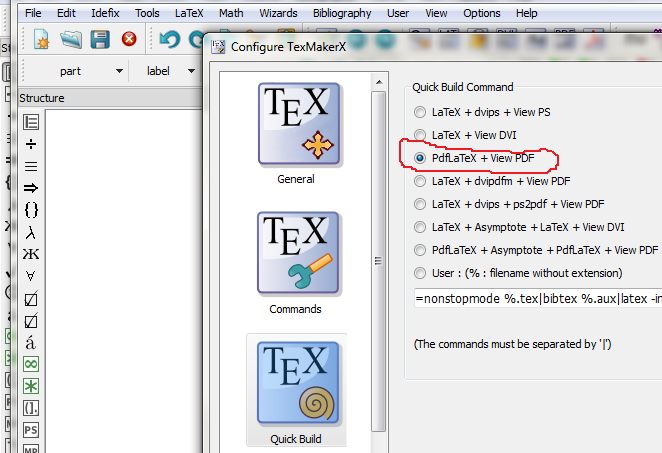 File Edit Idefix Tools LaTeX Math Wizards Bibliography User View Options Help
Configure TexMakerX
part label
Structure
TEX
General
TEX
Commands
TEX
Quick Build
Quick Build Command
LaTeX + dvips + View PS
LaTeX + View DVI
PdfLaTeX + View PDF
LaTeX + dvipdfm + View PDF
LaTeX + dvips + ps2pdf + View PDF
LaTeX + Asymptote + LaTeX + View DVI
PdfLaTeX + Asymptote + PdfLaTeX + View PDF
User : (% : filename without extension)
=nonstopmode %.tex|bibtex %.aux|latex -in
(The commands must be separated by '|')
÷
{}
λ
Ж
∀
á
∞
(],
PS